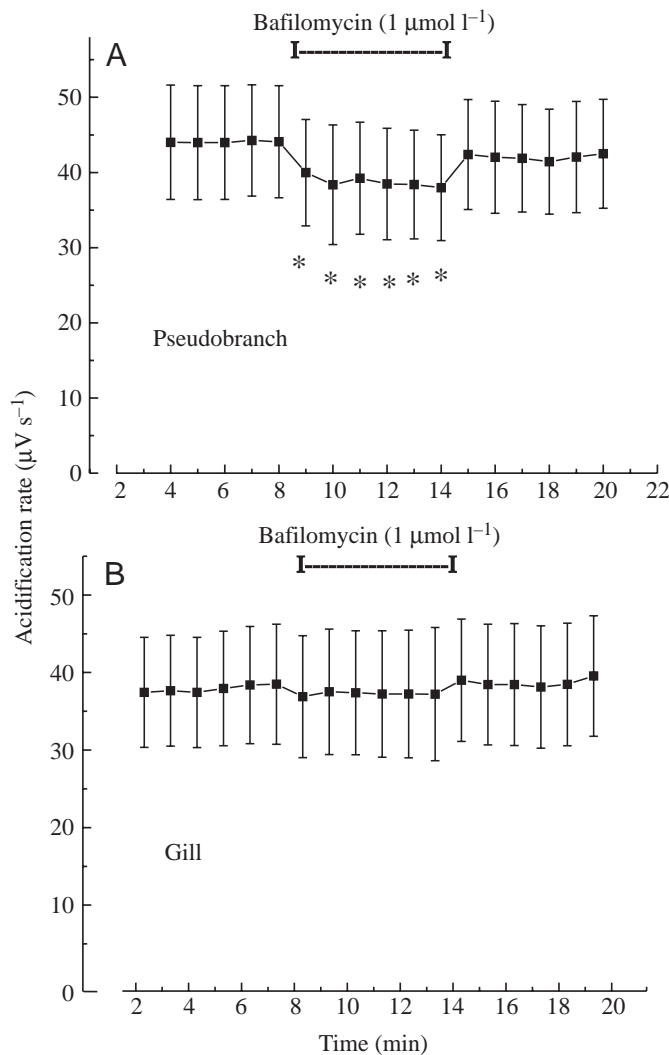 Bafilomycin (1 μmol l⁻¹)
A
50
40
30
20
10
0
* * * * * *
Pseudobranch
2 4 6 8 10 12 14 16 18 20 22
Acidification rate (μV s⁻¹)
Bafilomycin (1 μmol l⁻¹)
B
50
40
30
20
10
0
Gill
2 4 6 8 10 12 14 16 18 20
Time (min)